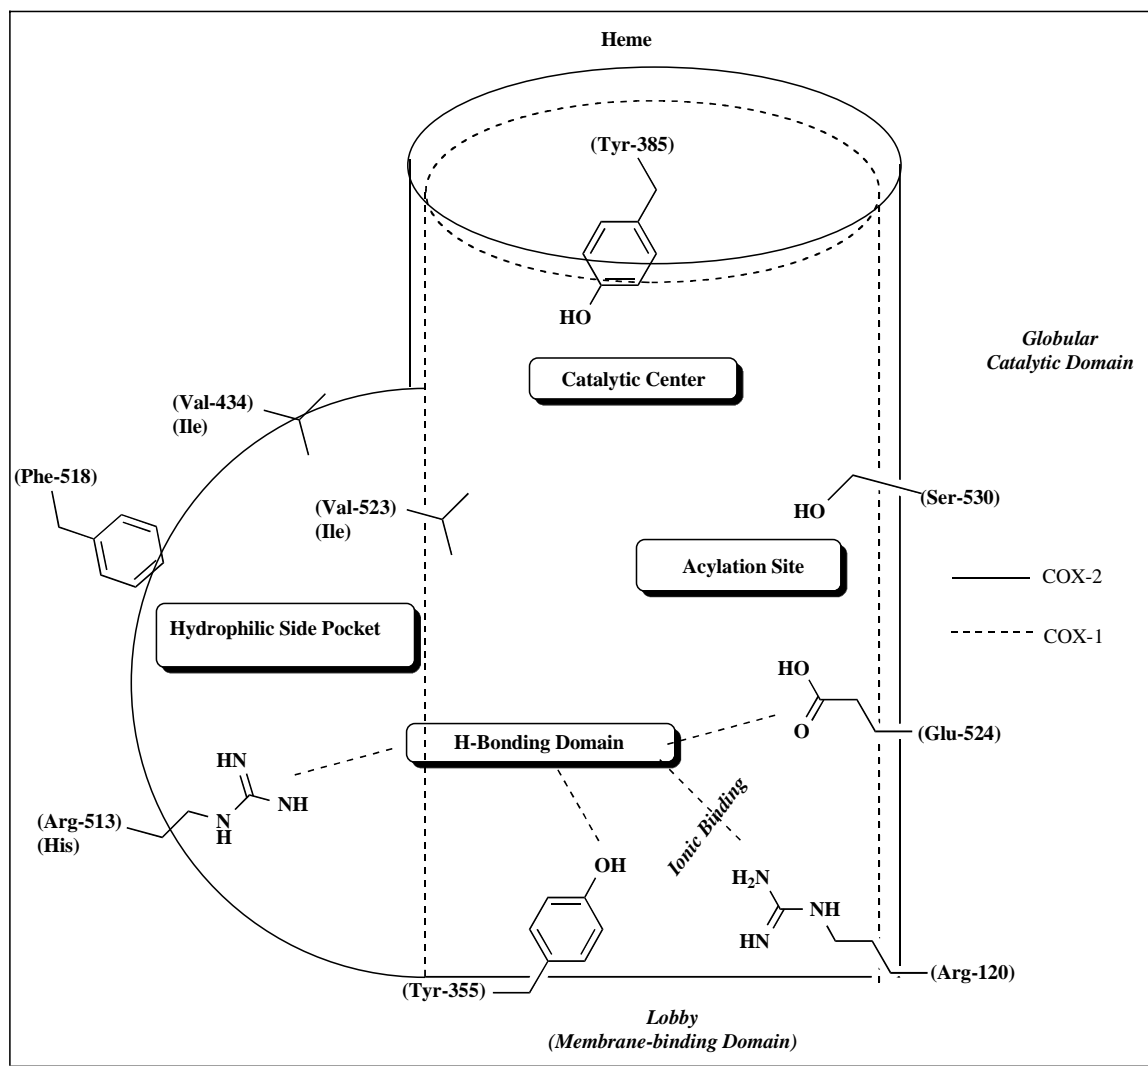 Heme
(Tyr-385)
HO
Globular
Catalytic Domain
Catalytic Center
(Val-434)
(Ile)
(Phe-518)
(Val-523)
(Ile)
HO
(Ser-530)
Acylation Site
COX-2
Hydrophilic Side Pocket
COX-1
HO
O
(Glu-524)
H-Bonding Domain
HN
NH
N
H
(Arg-513)
(His)
Ionic Binding
OH
H₂N
NH
HN
(Tyr-355)
(Arg-120)
Lobby
(Membrane-binding Domain)